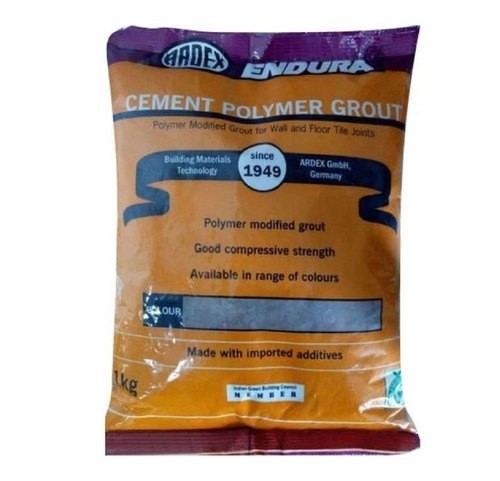 ARDEX ENDURA
CEMENT POLYMER GROUT
Polymer Modified Grout for Wall and Floor Tile Joints
Building Materials
Technology
since
1949
ARDEX GmbH,
Germany
Polymer modified grout
Good compressive strength
Available in range of colours
COLOUR
Made with imported additives
1kg
Indian Green Building Council
MEMBER